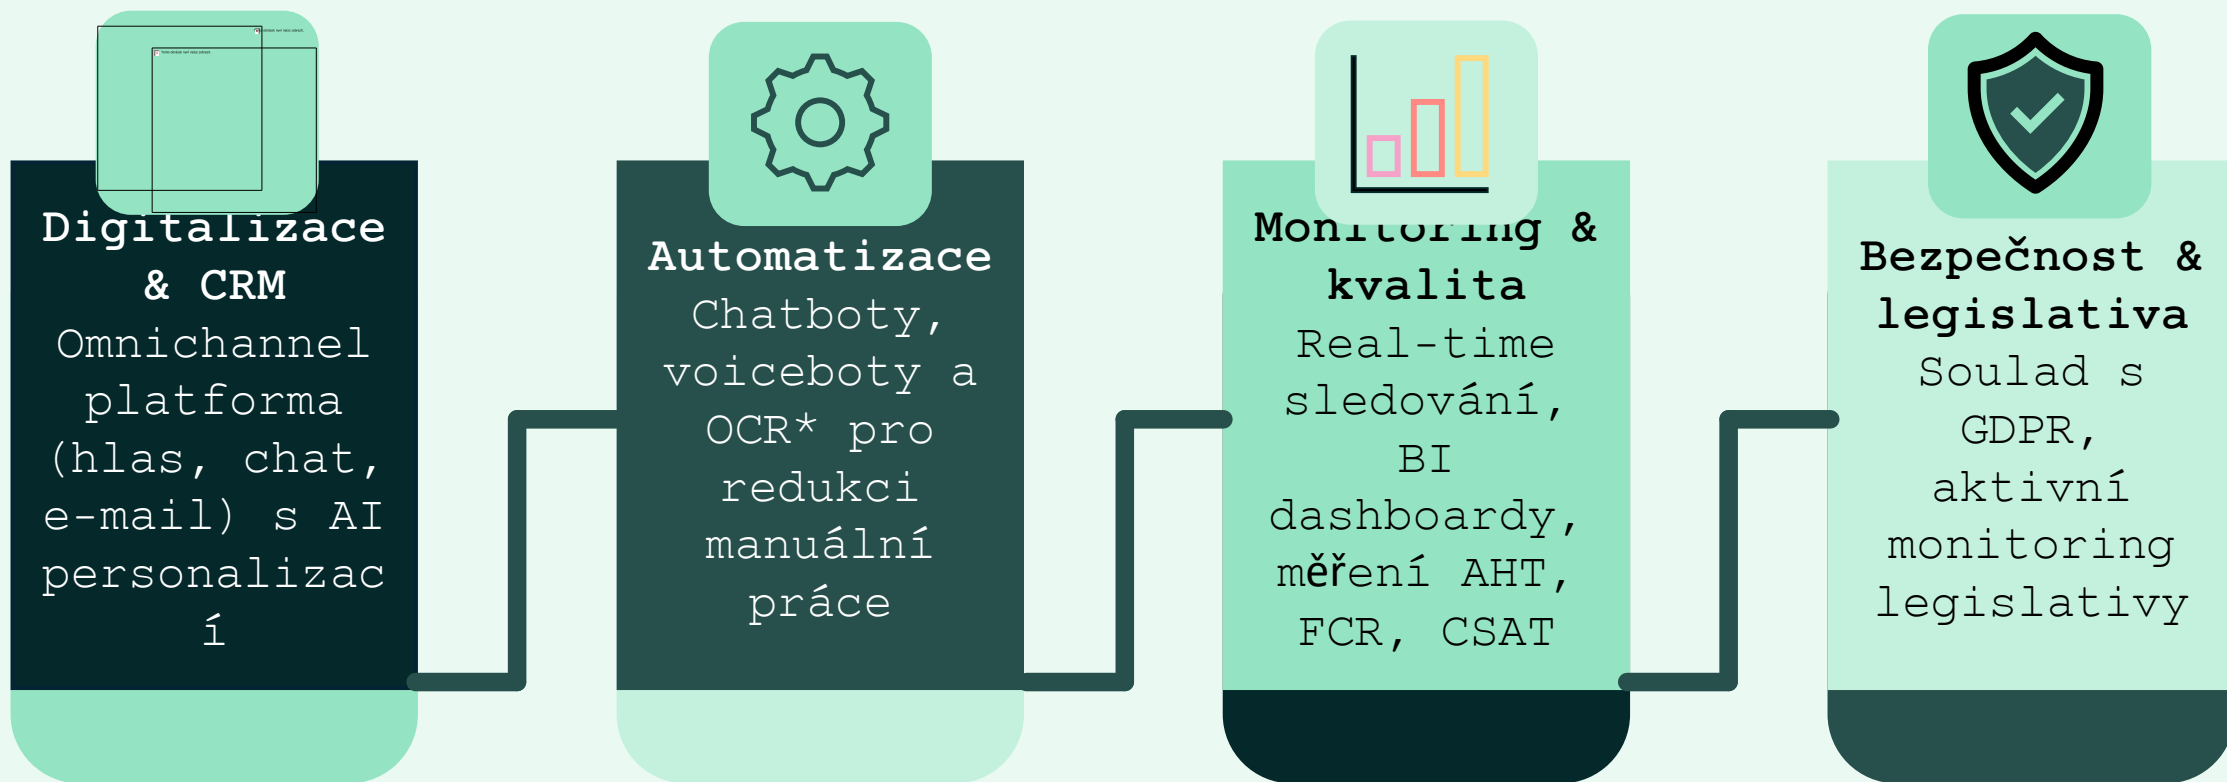 Digitalizace
& CRM
Omnichannel
platforma
(hlas, chat,
e-mail) s AI
personalizac
í
Automatizace
Chatboty,
voiceboty a
OCR* pro
redukci
manuální
práce
Monitoring &
kvalita
Real-time
sledování,
BI
dashboardy,
měření AHT,
FCR, CSAT
Bezpečnost &
legislativa
Soulad s
GDPR,
aktivní
monitoring
legislativy